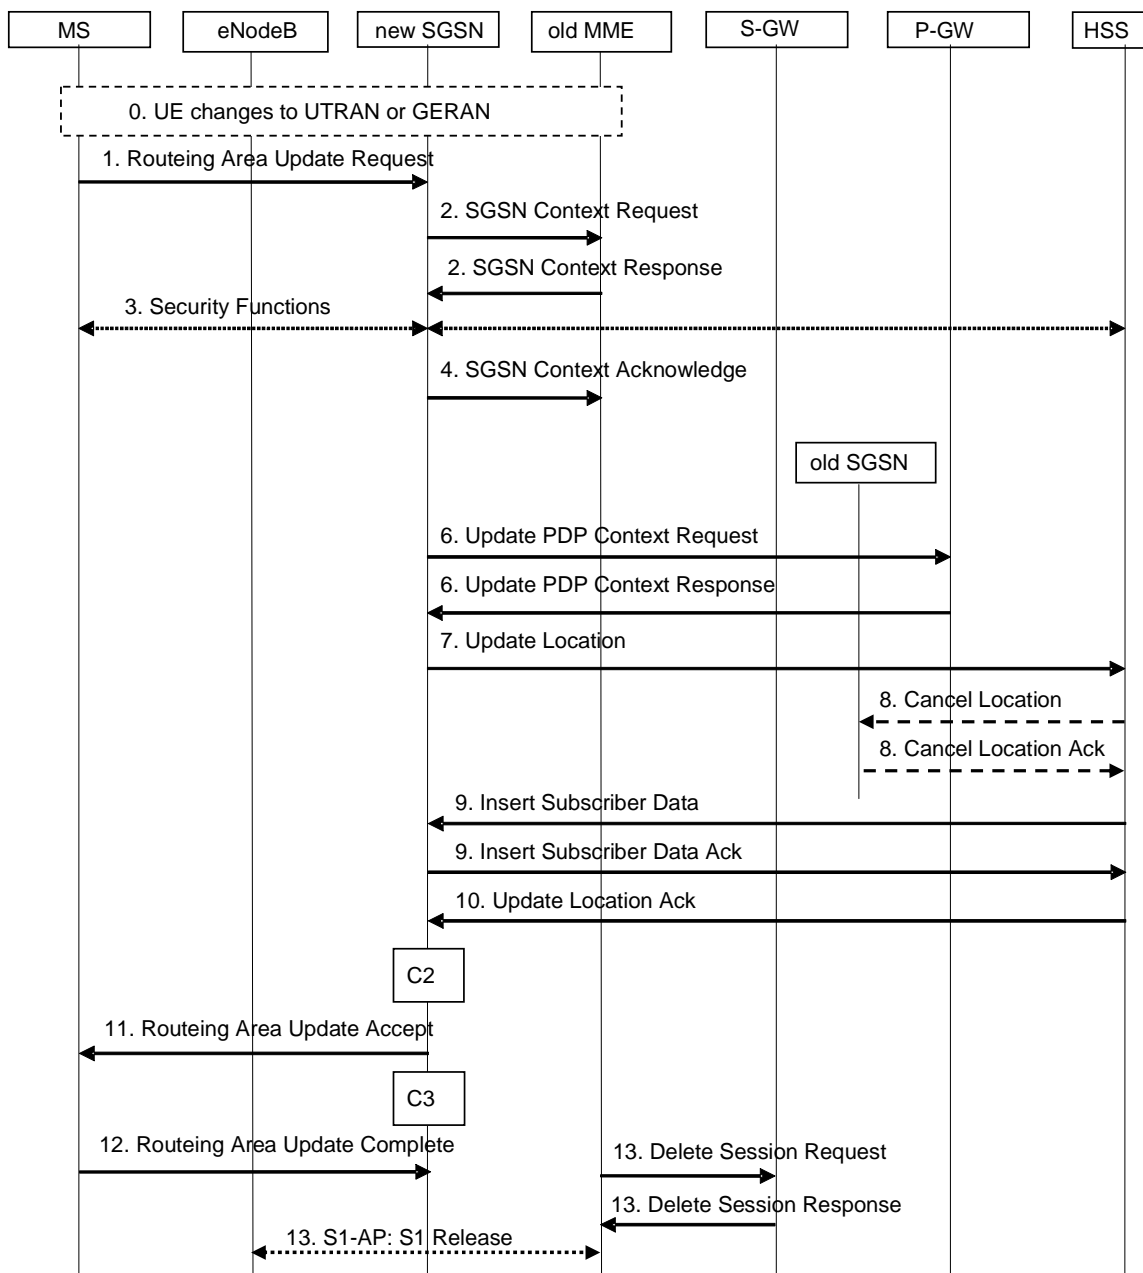 MS
eNodeB
new SGSN
old MME
S-GW
P-GW
HSS
0. UE changes to UTRAN or GERAN
1. Routeing Area Update Request
2. SGSN Context Request
2. SGSN Context Response
3. Security Functions
4. SGSN Context Acknowledge
old SGSN
6. Update PDP Context Request
6. Update PDP Context Response
7. Update Location
8. Cancel Location
8. Cancel Location Ack
9. Insert Subscriber Data
9. Insert Subscriber Data Ack
10. Update Location Ack
C2
11. Routeing Area Update Accept
C3
12. Routeing Area Update Complete
13. Delete Session Request
13. Delete Session Response
13. S1-AP: S1 Release